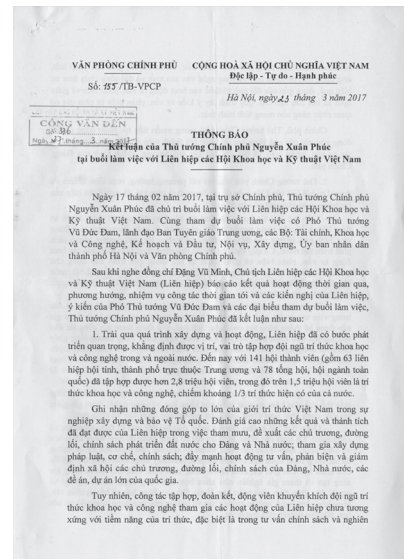 VĂN PHÒNG CHÍNH PHỦ
CỘNG HOÀ XÃ HỘI CHỦ NGHĨA VIỆT NAM
Độc lập - Tự do - Hạnh phúc
Số: 155/TB-VPCP
Hà Nội, ngày 23 tháng 3 năm 2017
CÔNG VĂN ĐẾN
Số: 336
Ngày, 27 tháng 3 năm 2017
THÔNG BÁO
Kết luận của Thủ tướng Chính phủ Nguyễn Xuân Phúc
tại buổi làm việc với Liên hiệp các Hội Khoa học và Kỹ thuật Việt Nam
Ngày 17 tháng 02 năm 2017, tại trụ sở Chính phủ, Thủ tướng Chính phủ
Nguyễn Xuân Phúc đã chủ trì buổi làm việc với Liên hiệp các Hội Khoa học và
Kỹ thuật Việt Nam. Cùng tham dự buổi làm việc có Phó Thủ tướng
Vũ Đức Đam, lãnh đạo Ban Tuyên giáo Trung ương, các Bộ: Tài chính, Khoa học
và Công nghệ, Kế hoạch và Đầu tư, Nội vụ, Xây dựng, Ủy ban nhân dân
thành phố Hà Nội và Văn phòng Chính phủ.
Sau khi nghe đồng chí Đặng Vũ Minh, Chủ tịch Liên hiệp các Hội Khoa học
và Kỹ thuật Việt Nam (Liên hiệp) báo cáo kết quả hoạt động thời gian qua,
phương hướng, nhiệm vụ công tác thời gian tới và các kiến nghị của Liên hiệp,
ý kiến của Phó Thủ tướng Vũ Đức Đam và các đại biểu tham dự buổi làm việc,
Thủ tướng Chính phủ Nguyễn Xuân Phúc đã kết luận như sau:
1. Trải qua quá trình xây dựng và hoạt động, Liên hiệp đã có bước phát
triển quan trọng, khẳng định được vị trí, vai trò tập hợp đội ngũ trí thức khoa học
và công nghệ trong và ngoài nước. Đến nay với 141 hội thành viên (gồm 63 liên
hiệp hội tỉnh, thành phố trực thuộc Trung ương và 78 tổng hội, hội ngành toàn
quốc) đã tập hợp được hơn 2,8 triệu hội viên, trong đó trên 1,5 triệu hội viên là trí
thức khoa học và công nghệ, chiếm khoảng 1/3 trí thức hiện có của cả nước.
Ghi nhận những đóng góp to lớn của giới trí thức Việt Nam trong sự
nghiệp xây dựng và bảo vệ Tổ quốc. Đánh giá cao những kết quả và thành tích
đã đạt được của Liên hiệp trong việc tham mưu, đề xuất các chủ trương, đường
lối, chính sách phát triển đất nước cho Đảng và Nhà nước; tham gia xây dựng
pháp luật, cơ chế, chính sách; đẩy mạnh hoạt động tư vấn, phản biện và giám
định xã hội các chủ trương, đường lối, chính sách của Đảng, Nhà nước, các
đề án, dự án lớn của quốc gia.
Tuy nhiên, công tác tập hợp, đoàn kết, động viên khuyến khích đội ngũ trí
thức khoa học và công nghệ tham gia các hoạt động của Liên hiệp chưa tương
xứng với tiềm năng của trí thức, đặc biệt là trong tư vấn chính sách và nghiên